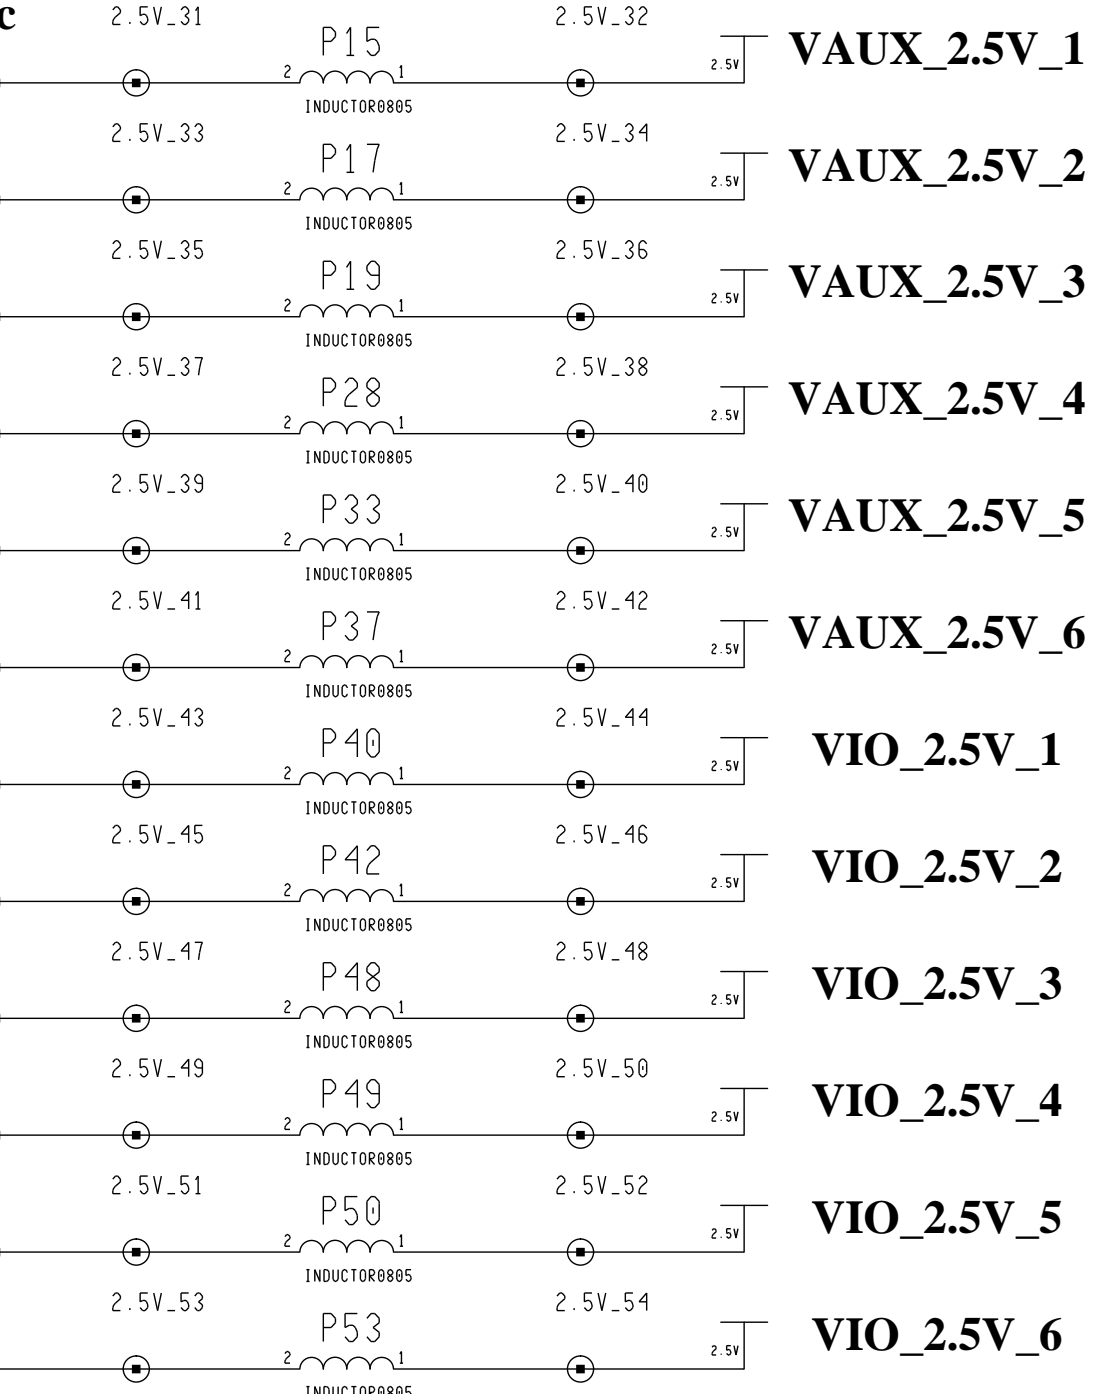 c
2.5V_31 2.5V_32
P15
2 1 2.5V VAUX_2.5V_1
INDUCTOR0805
2.5V_33 2.5V_34
P17
2 1 2.5V VAUX_2.5V_2
INDUCTOR0805
2.5V_35 2.5V_36
P19
2 1 2.5V VAUX_2.5V_3
INDUCTOR0805
2.5V_37 2.5V_38
P28
2 1 2.5V VAUX_2.5V_4
INDUCTOR0805
2.5V_39 2.5V_40
P33
2 1 2.5V VAUX_2.5V_5
INDUCTOR0805
2.5V_41 2.5V_42
P37
2 1 2.5V VAUX_2.5V_6
INDUCTOR0805
2.5V_43 2.5V_44
P40
2 1 2.5V VIO_2.5V_1
INDUCTOR0805
2.5V_45 2.5V_46
P42
2 1 2.5V VIO_2.5V_2
INDUCTOR0805
2.5V_47 2.5V_48
P48
2 1 2.5V VIO_2.5V_3
INDUCTOR0805
2.5V_49 2.5V_50
P49
2 1 2.5V VIO_2.5V_4
INDUCTOR0805
2.5V_51 2.5V_52
P50
2 1 2.5V VIO_2.5V_5
INDUCTOR0805
2.5V_53 2.5V_54
P53
2 1 2.5V VIO_2.5V_6
INDUCTOR0805